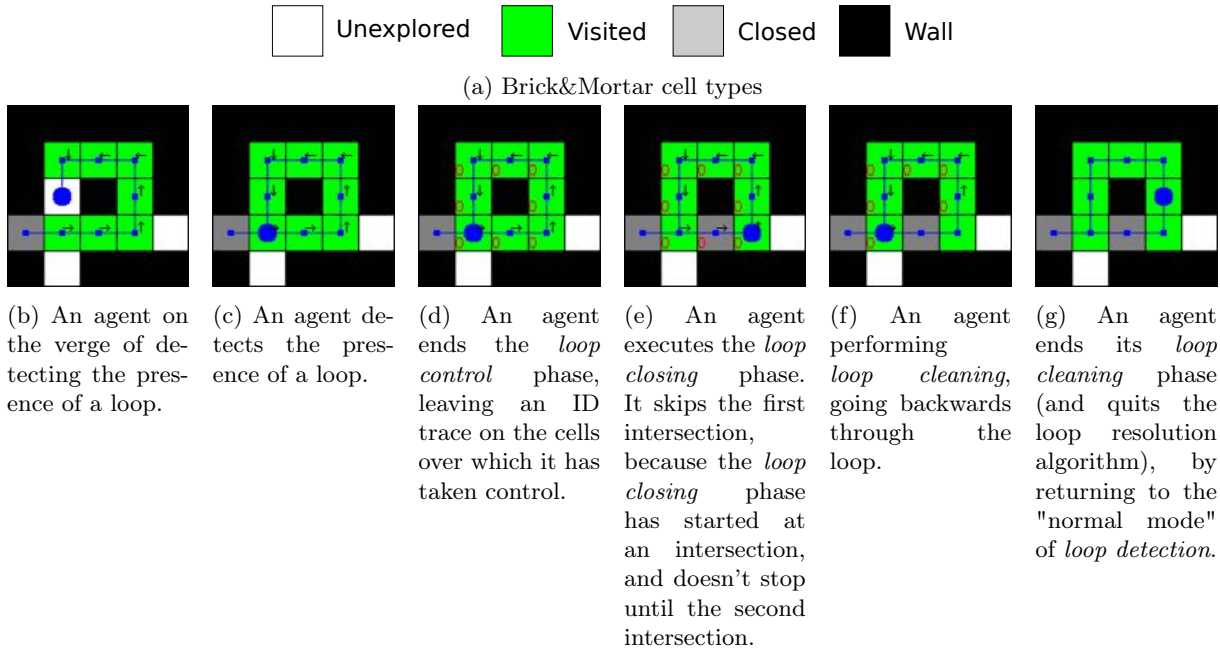 Unexplored Visited Closed Wall
(a) Brick&Mortar cell types
(b) An agent on
the verge of de-
tecting the pres-
ence of a loop.
(c) An agent de-
tects the pres-
ence of a loop.
(d) An agent
ends the loop
control phase,
leaving an ID
trace on the cells
over which it has
taken control.
(e) An agent
executes the loop
closing phase.
It skips the first
intersection,
because the loop
closing phase
has started at
an intersection,
and doesn't stop
until the second
intersection.
(f) An agent
performing
loop cleaning,
going backwards
through the
loop.
(g) An agent
ends its loop
cleaning phase
(and quits the
loop resolution
algorithm), by
returning to the
"normal mode"
of loop detection.